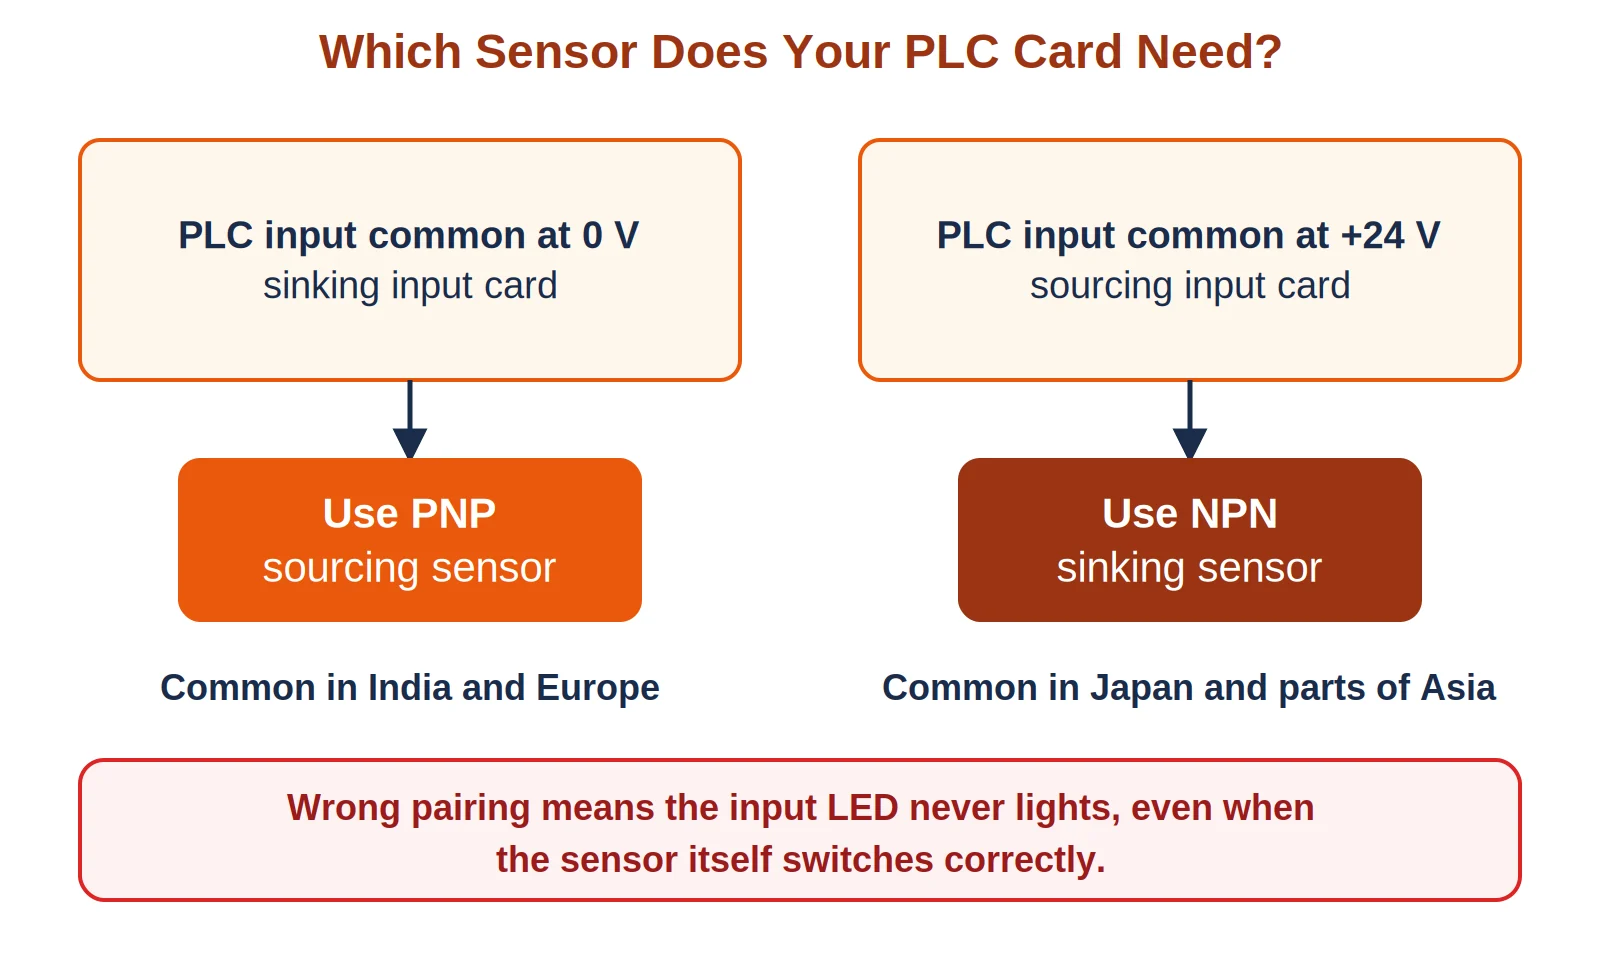 Which Sensor Does Your PLC Card Need?
PLC input common at 0 V
sinking input card
PLC input common at +24 V
sourcing input card
Use PNP
sourcing sensor
Use NPN
sinking sensor
Common in India and Europe
Common in Japan and parts of Asia
Wrong pairing means the input LED never lights, even when
the sensor itself switches correctly.